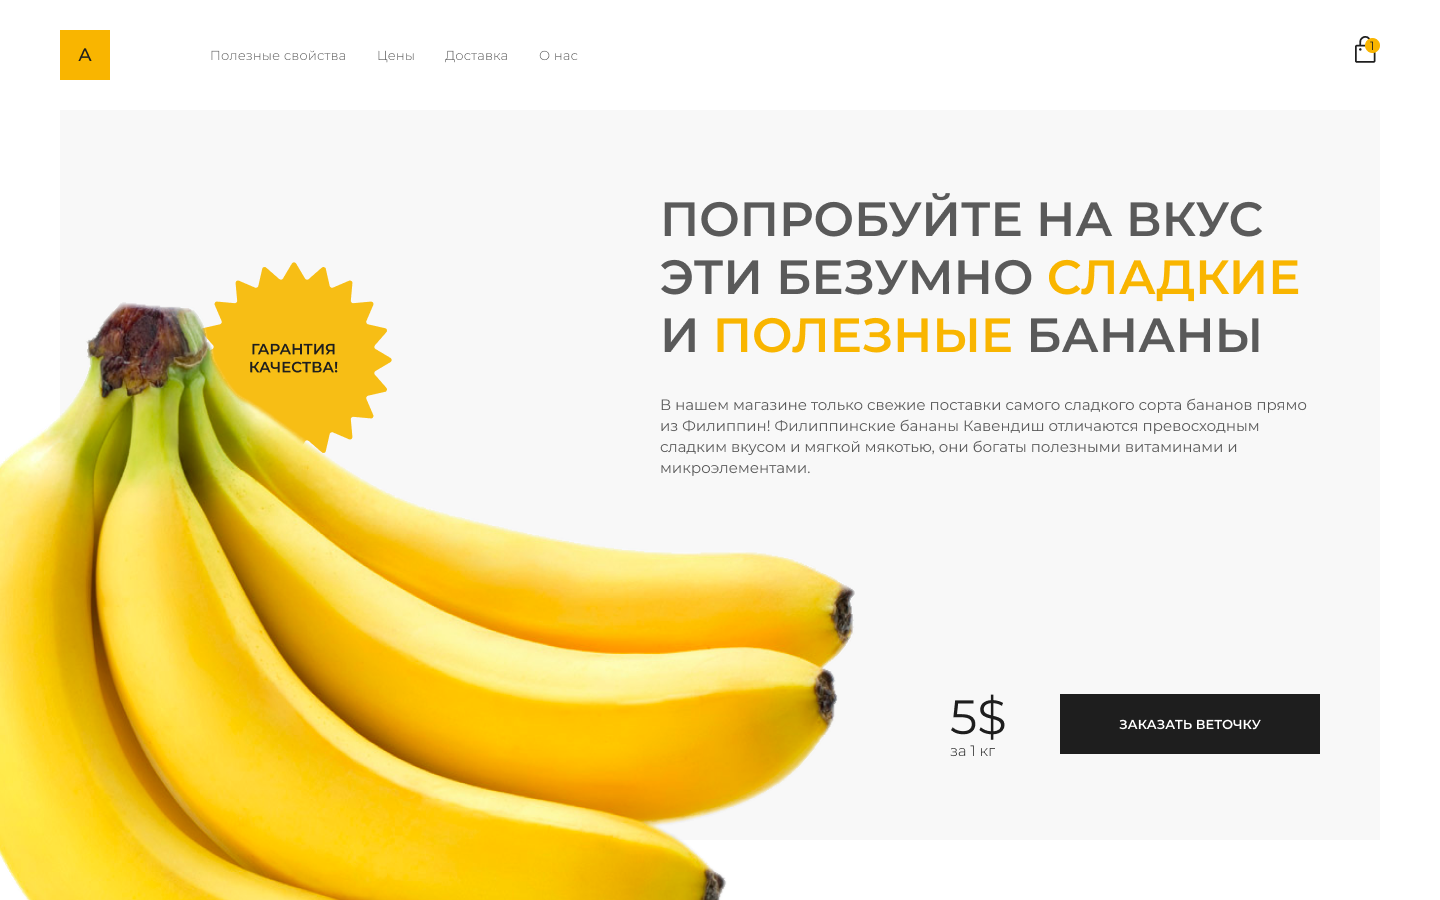 А
Полезные свойства
Цены
Доставка
О нас
1
ПОПРОБУЙТЕ НА ВКУС
ЭТИ БЕЗУМНО СЛАДКИЕ
И ПОЛЕЗНЫЕ БАНАНЫ
ГАРАНТИЯ
КАЧЕСТВА!
В нашем магазине только свежие поставки самого сладкого сорта бананов прямо
из Филиппин! Филиппинские бананы Кавендиш отличаются превосходным
сладким вкусом и мягкой мякотью, они богаты полезными витаминами и
микроэлементами.
5$
за 1 кг
ЗАКАЗАТЬ ВЕТОЧКУ